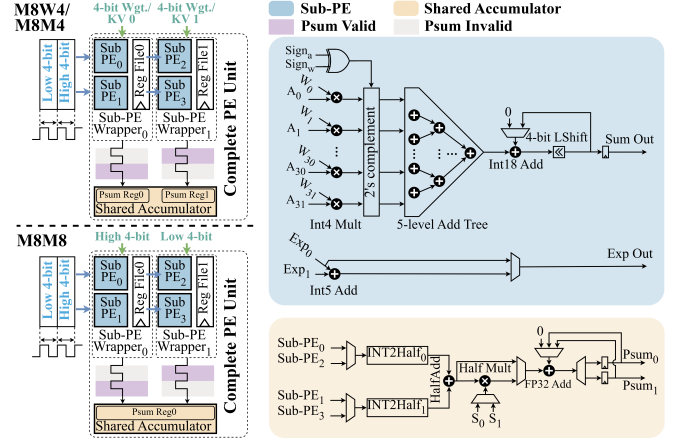 M8W4/
M8M4
4-bit Wgt./
KV 0
4-bit Wgt./
KV 1
Low 4-bit
High 4-bit
Sub
PE0
Sub
PE1
Reg File0
Sub
PE2
Sub
PE3
Reg File1
Sub-PE
Wrapper0
Sub-PE
Wrapper1
Psum Reg0
Psum Reg1
Shared Accumulator
Complete PE Unit
M8M8
High 4-bit
Low 4-bit
Low 4-bit
High 4-bit
Sub
PE0
Sub
PE1
Reg File0
Sub
PE2
Sub
PE3
Reg File1
Sub-PE
Wrapper0
Sub-PE
Wrapper1
Psum Reg0
Shared Accumulator
Complete PE Unit
Sub-PE
Shared Accumulator
Psum Valid
Psum Invalid
Signa
Signw
W0
A0
W1
A1
W30
A30
W31
A31
Int4 Mult
2's complement
5-level Add Tree
0
Int18 Add
4-bit LShift
Sum Out
Exp0
Exp1
Int5 Add
Exp Out
Sub-PE0
Sub-PE2
INT2Half0
Sub-PE1
Sub-PE3
INT2Half1
HalfAdd
Half Mult
S0
S1
0
FP32 Add
Psum0
Psum1